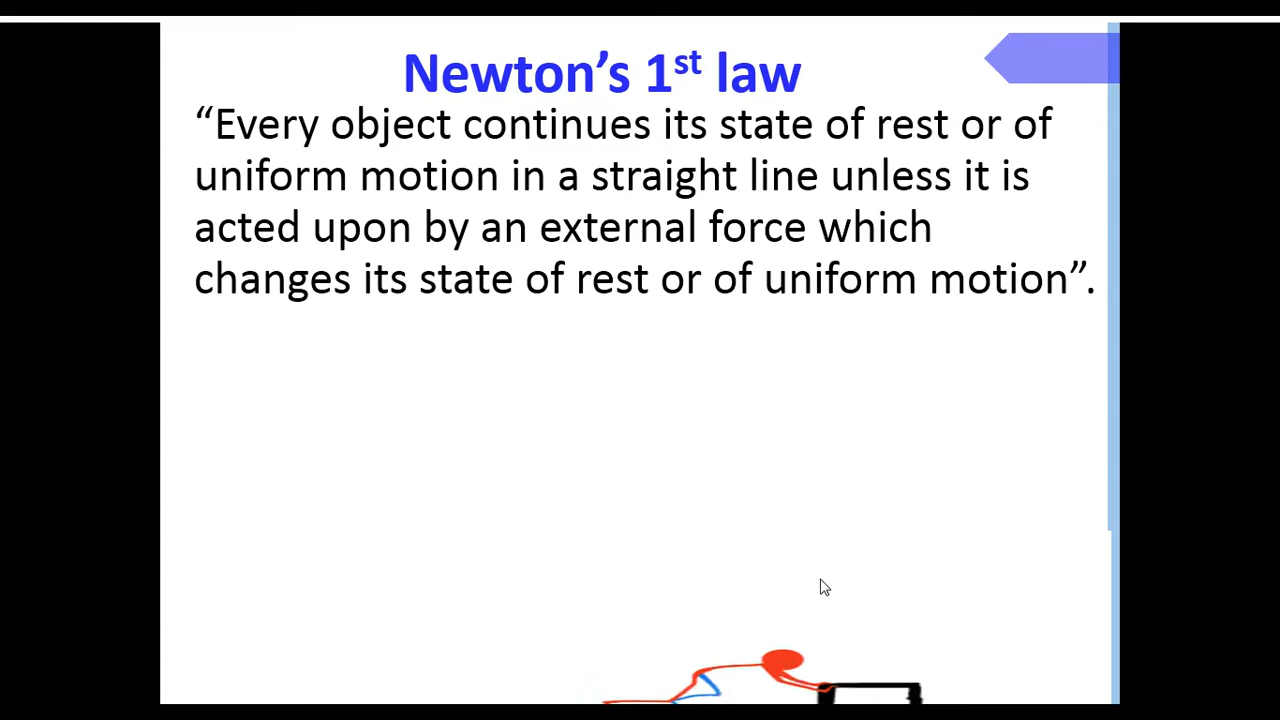 Newton’s 1st law
“Every object continues its state of rest or of
uniform motion in a straight line unless it is
acted upon by an external force which
changes its state of rest or of uniform motion”.